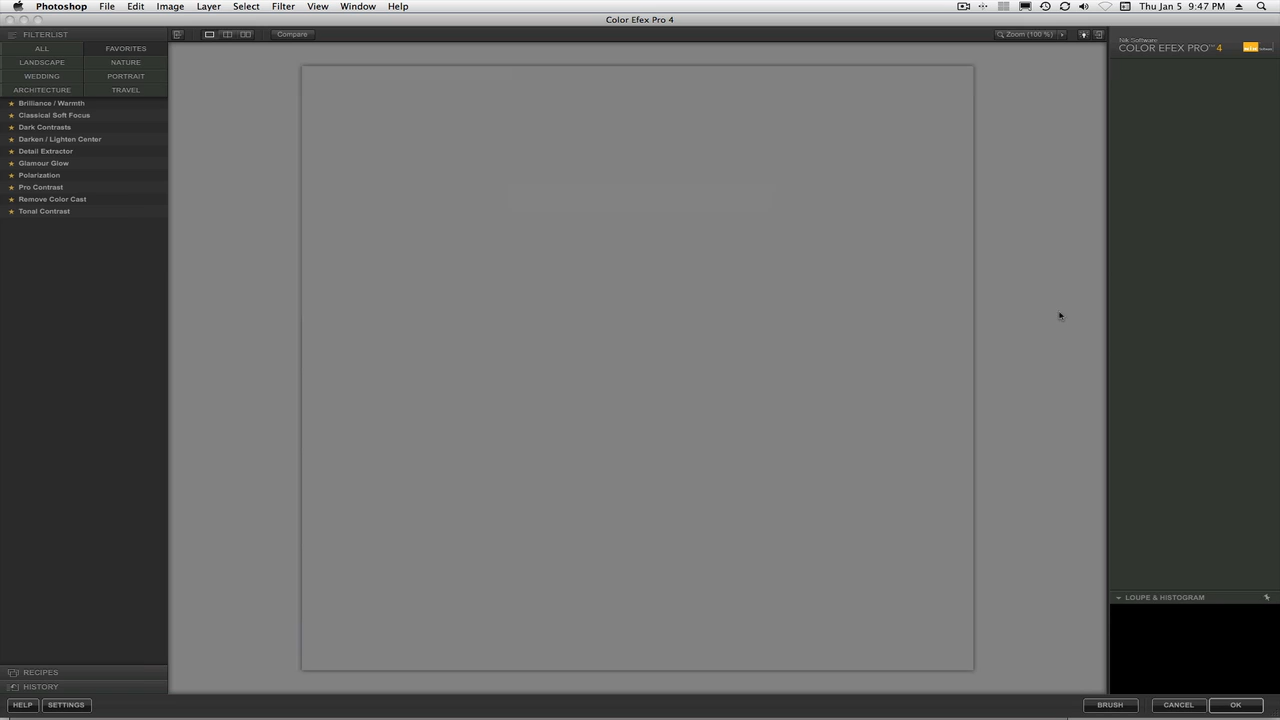 Photoshop File Edit Image Layer Select Filter View Window Help Thu Jan 5 9:47 PM
Color Efex Pro 4
FILTERLIST Compare Zoom (100 %)
Nik Software
COLOR EFEX PRO™ 4
ALL FAVORITES
LANDSCAPE NATURE
WEDDING PORTRAIT
ARCHITECTURE TRAVEL
Brilliance / Warmth
Classical Soft Focus
Dark Contrasts
Darken / Lighten Center
Detail Extractor
Glamour Glow
Polarization
Pro Contrast
Remove Color Cast
Tonal Contrast
LOUPE & HISTOGRAM
RECIPES
HISTORY
HELP SETTINGS BRUSH CANCEL OK